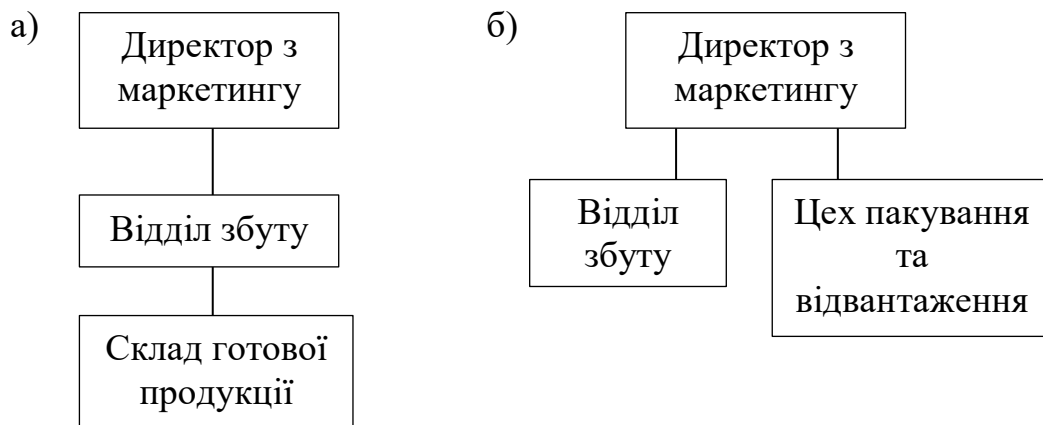 а)
Директор з
маркетингу
Відділ збуту
Склад готової
продукції
б)
Директор з
маркетингу
Відділ
збуту
Цех пакування
та
відвантаження